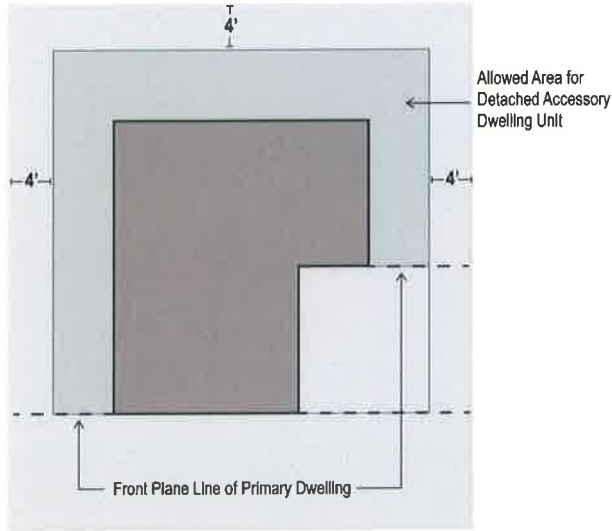 4'
Allowed Area for
Detached Accessory
Dwelling Unit
4'
4'
Front Plane Line of Primary Dwelling